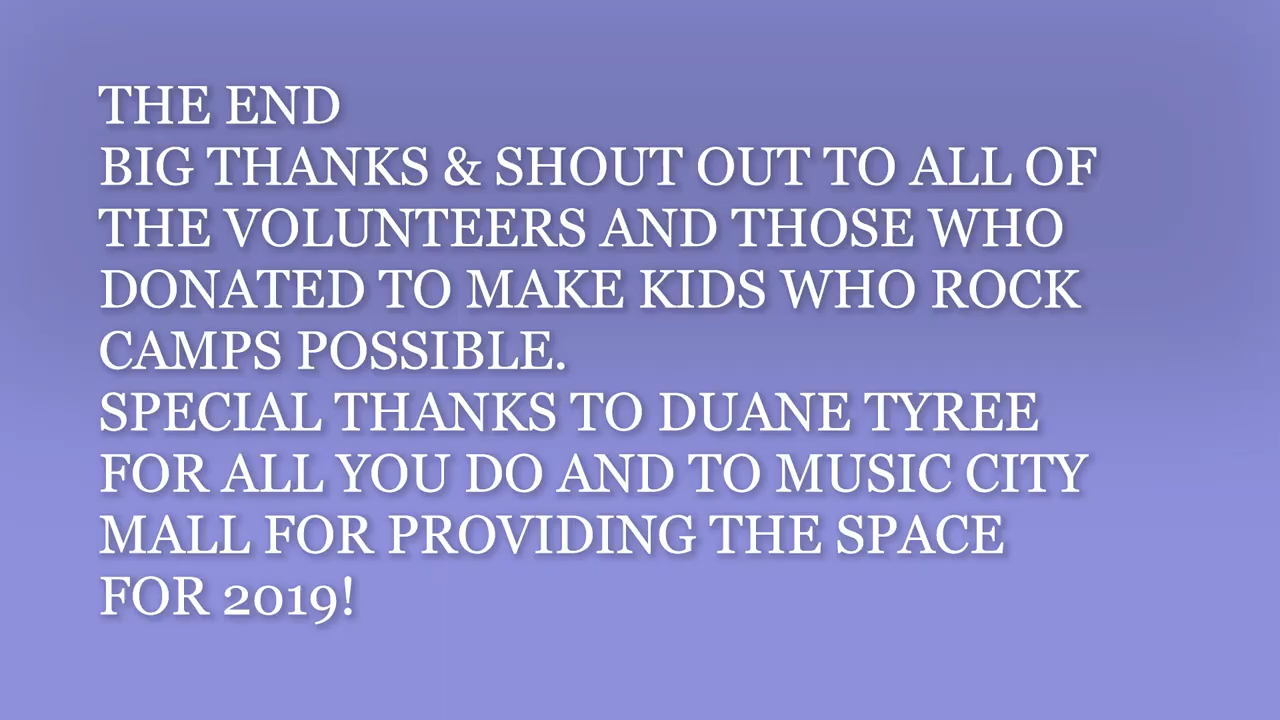 THE END
BIG THANKS & SHOUT OUT TO ALL OF
THE VOLUNTEERS AND THOSE WHO
DONATED TO MAKE KIDS WHO ROCK
CAMPS POSSIBLE.
SPECIAL THANKS TO DUANE TYREE
FOR ALL YOU DO AND TO MUSIC CITY
MALL FOR PROVIDING THE SPACE
FOR 2019!